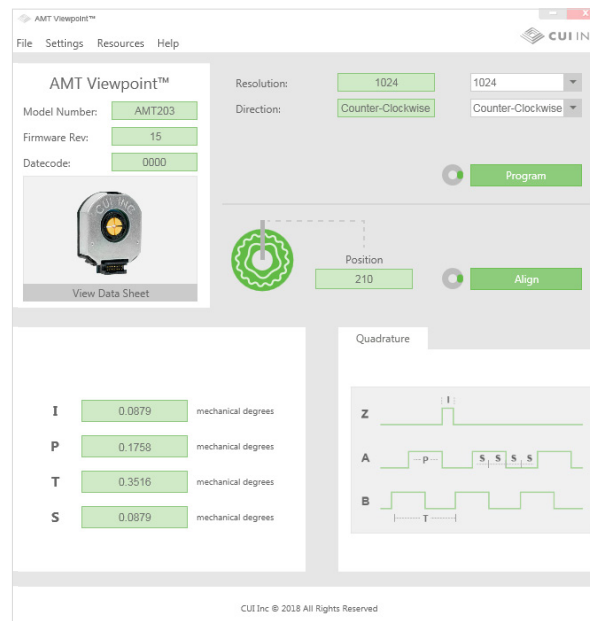 AMT Viewpoint™
File Settings Resources Help
CUI IN
AMT Viewpoint™
Model Number: AMT203
Firmware Rev: 15
Datecode: 0000
CUI INC
View Data Sheet
Resolution: 1024 1024
Direction: Counter-Clockwise Counter-Clockwise
Program
Position
210
Align
I 0.0879 mechanical degrees
P 0.1758 mechanical degrees
T 0.3516 mechanical degrees
S 0.0879 mechanical degrees
Quadrature
I
Z
A P S S S S
B
T
CUI Inc © 2018 All Rights Reserved